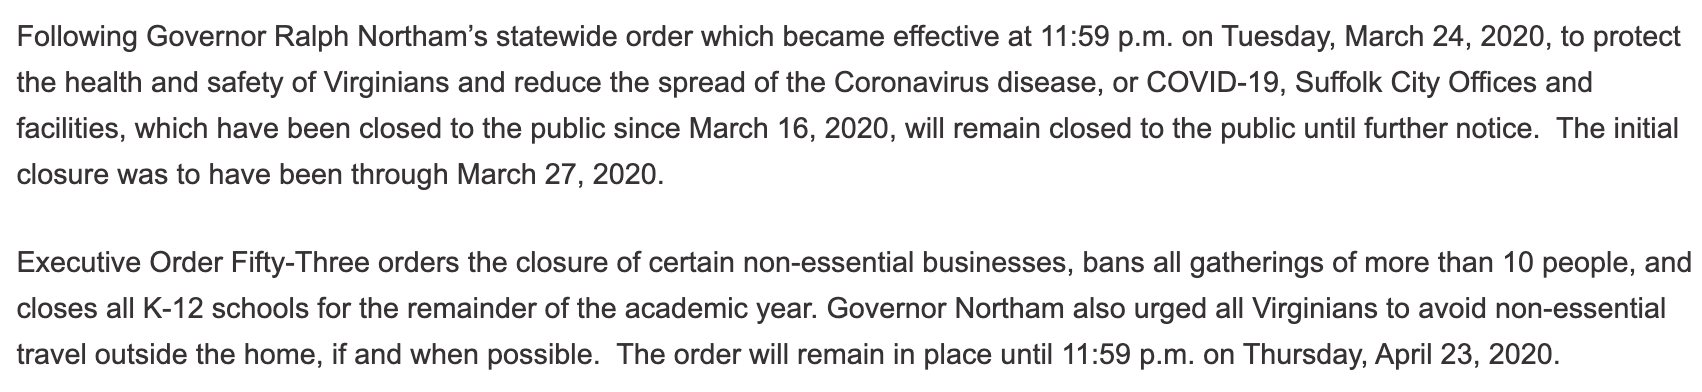 Following Governor Ralph Northam’s statewide order which became effective at 11:59 p.m. on Tuesday, March 24, 2020, to protect
the health and safety of Virginians and reduce the spread of the Coronavirus disease, or COVID-19, Suffolk City Offices and
facilities, which have been closed to the public since March 16, 2020, will remain closed to the public until further notice.  The initial
closure was to have been through March 27, 2020.
Executive Order Fifty-Three orders the closure of certain non-essential businesses, bans all gatherings of more than 10 people, and
closes all K-12 schools for the remainder of the academic year. Governor Northam also urged all Virginians to avoid non-essential
travel outside the home, if and when possible.  The order will remain in place until 11:59 p.m. on Thursday, April 23, 2020.